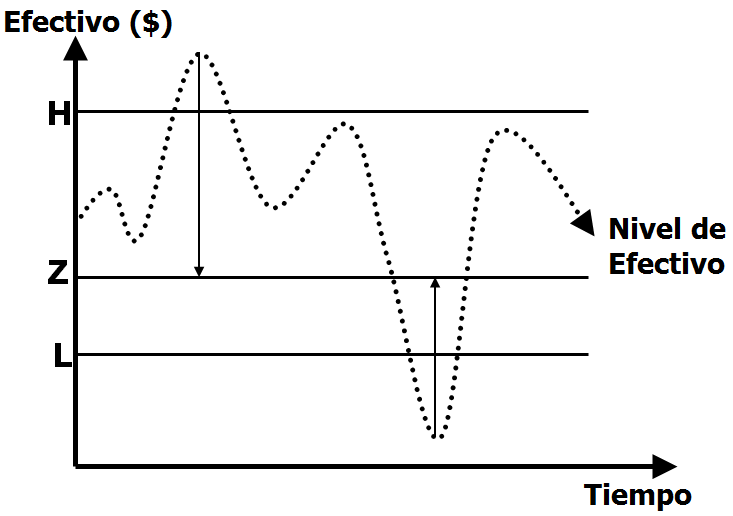 Efectivo ($)
H
Z
L
Nivel de
Efectivo
Tiempo